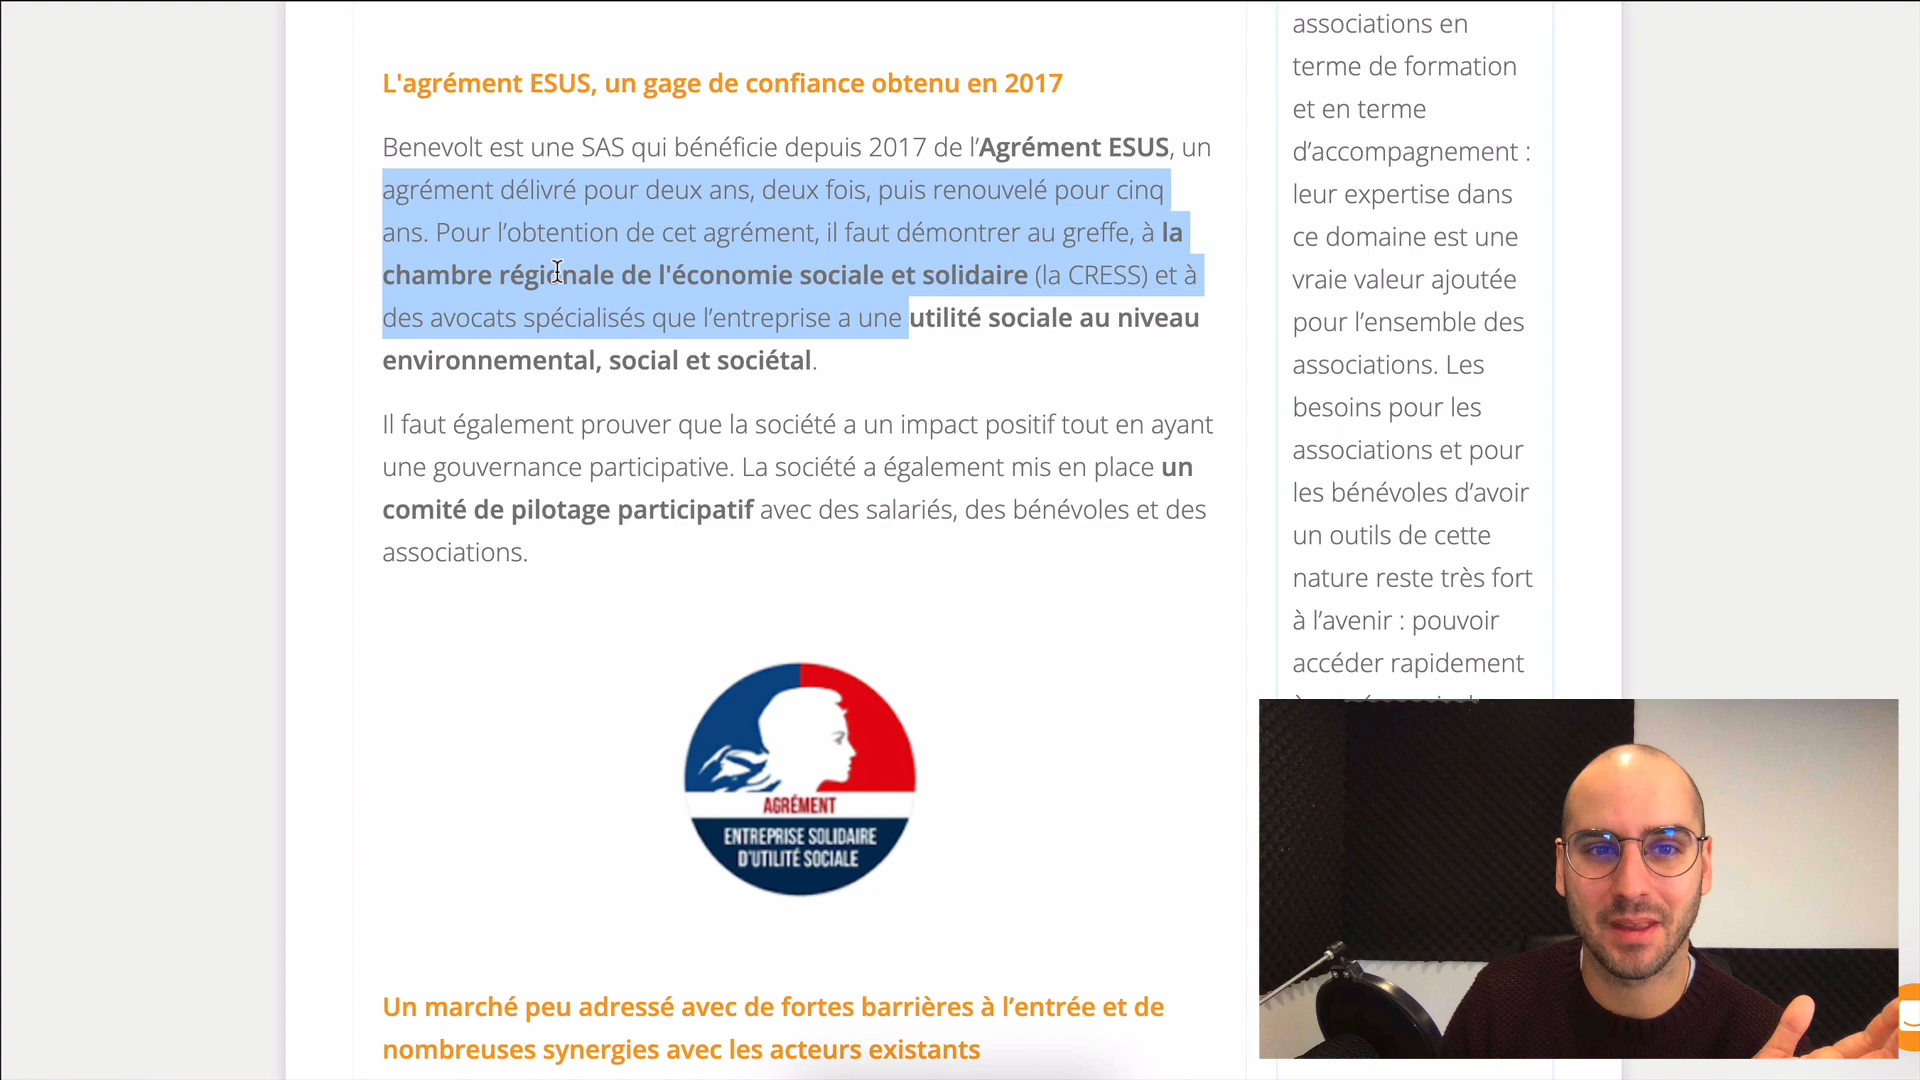 L'agrément ESUS, un gage de confiance obtenu en 2017
Benevolt est une SAS qui bénéficie depuis 2017 de l’Agrément ESUS, un
agrément délivré pour deux ans, deux fois, puis renouvelé pour cinq
ans. Pour l’obtention de cet agrément, il faut démontrer au greffe, à la
chambre régionale de l'économie sociale et solidaire (la CRESS) et à
des avocats spécialisés que l’entreprise a une utilité sociale au niveau
environnemental, social et sociétal.
Il faut également prouver que la société a un impact positif tout en ayant
une gouvernance participative. La société a également mis en place un
comité de pilotage participatif avec des salariés, des bénévoles et des
associations.
AGRÉMENT
ENTREPRISE SOLIDAIRE
D'UTILITÉ SOCIALE
Un marché peu adressé avec de fortes barrières à l’entrée et de
nombreuses synergies avec les acteurs existants
associations en
terme de formation
et en terme
d’accompagnement :
leur expertise dans
ce domaine est une
vraie valeur ajoutée
pour l’ensemble des
associations. Les
besoins pour les
associations et pour
les bénévoles d’avoir
un outils de cette
nature reste très fort
à l’avenir : pouvoir
accéder rapidement